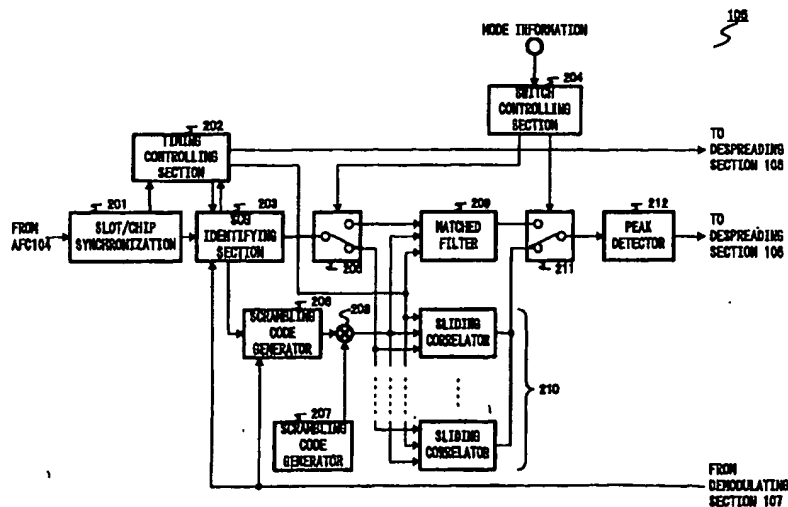 105
MODE INFORMATION
204
SWITCH
CONTROLLING
SECTION
202
TIMING
CONTROLLING
SECTION
TO
DESPREADING
SECTION 108
201
SLOT/CHIP
SYNCHRONIZATION
FROM
AFC104
203
IDENTIFYING
SECTION
205
209
MATCHED
FILTER
211
212
PEAK
DETECTOR
TO
DESPREADING
SECTION 106
206
SCRAMBLING
CODE
GENERATOR
208
SLIDING
CORRELATOR
210
207
SCRAMBLING
CODE
GENERATOR
SLIDING
CORRELATOR
FROM
DEMODULATING
SECTION 107